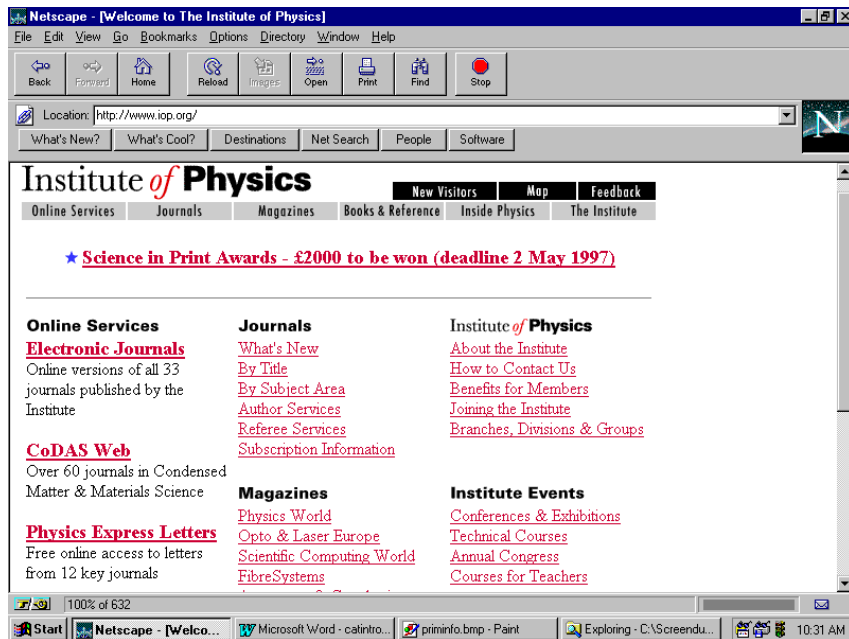 Netscape - [Welcome to The Institute of Physics]
File Edit View Go Bookmarks Options Directory Window Help
Back Forward Home Reload Images Open Print Find Stop
Location: http://www.iop.org/
N
What's New? What's Cool? Destinations Net Search People Software
Institute of Physics
New Visitors Map Feedback
Online Services Journals Magazines Books & Reference Inside Physics The Institute
Science in Print Awards - £2000 to be won (deadline 2 May 1997)
Online Services
Electronic Journals
Online versions of all 33
journals published by the
Institute
CoDAS Web
Over 60 journals in Condensed
Matter & Materials Science
Physics Express Letters
Free online access to letters
from 12 key journals
Journals
What's New
By Title
By Subject Area
Author Services
Referee Services
Subscription Information
Magazines
Physics World
Opto & Laser Europe
Scientific Computing World
FibreSystems
Institute of Physics
About the Institute
How to Contact Us
Benefits for Members
Joining the Institute
Branches, Divisions & Groups
Institute Events
Conferences & Exhibitions
Technical Courses
Annual Congress
Courses for Teachers
100% of 632
Start Netscape - [Welco... Microsoft Word - catintro... priminfo.bmp - Paint Exploring - C:\Screendu... 10:31 AM